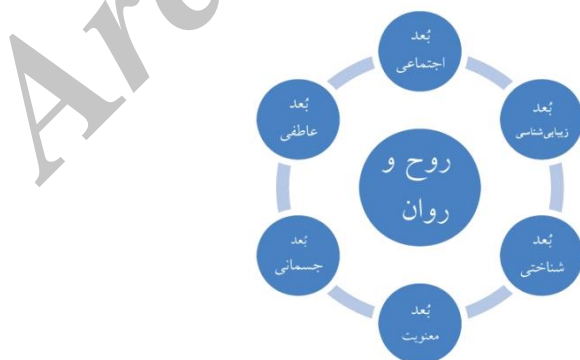 بُعد
اجتماعی
بُعد
زیبایی‌شناسی
بُعد
شناختی
بُعد
معنویت
بُعد
جسمانی
بُعد
عاطفی
روح و
روان